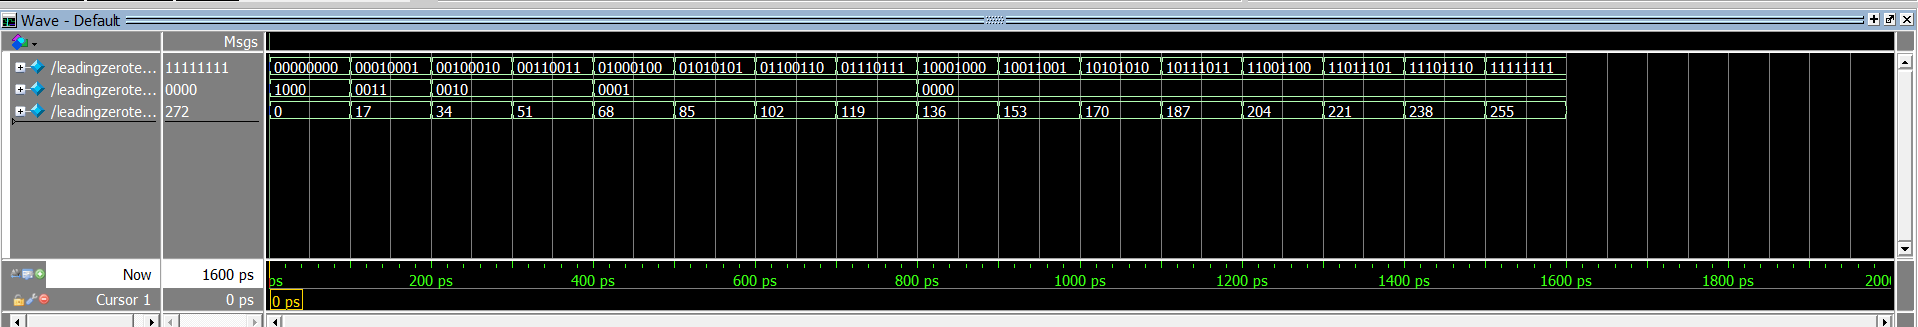 Wave - Default
Msgs
/leadingzerote... 11111111 00000000 00010001 00100010 00110011 01000100 01010101 01100110 01110111 10001000 10011001 10101010 10111011 11001100 11011101 11101110 11111111
/leadingzerote... 0000 1000 0011 0010 0001 0000
/leadingzerote... 272 0 17 34 51 68 85 102 119 136 153 170 187 204 221 238 255
Now 1600 ps ps 200 ps 400 ps 600 ps 800 ps 1000 ps 1200 ps 1400 ps 1600 ps 1800 ps 2000
Cursor 1 0 ps 0 ps